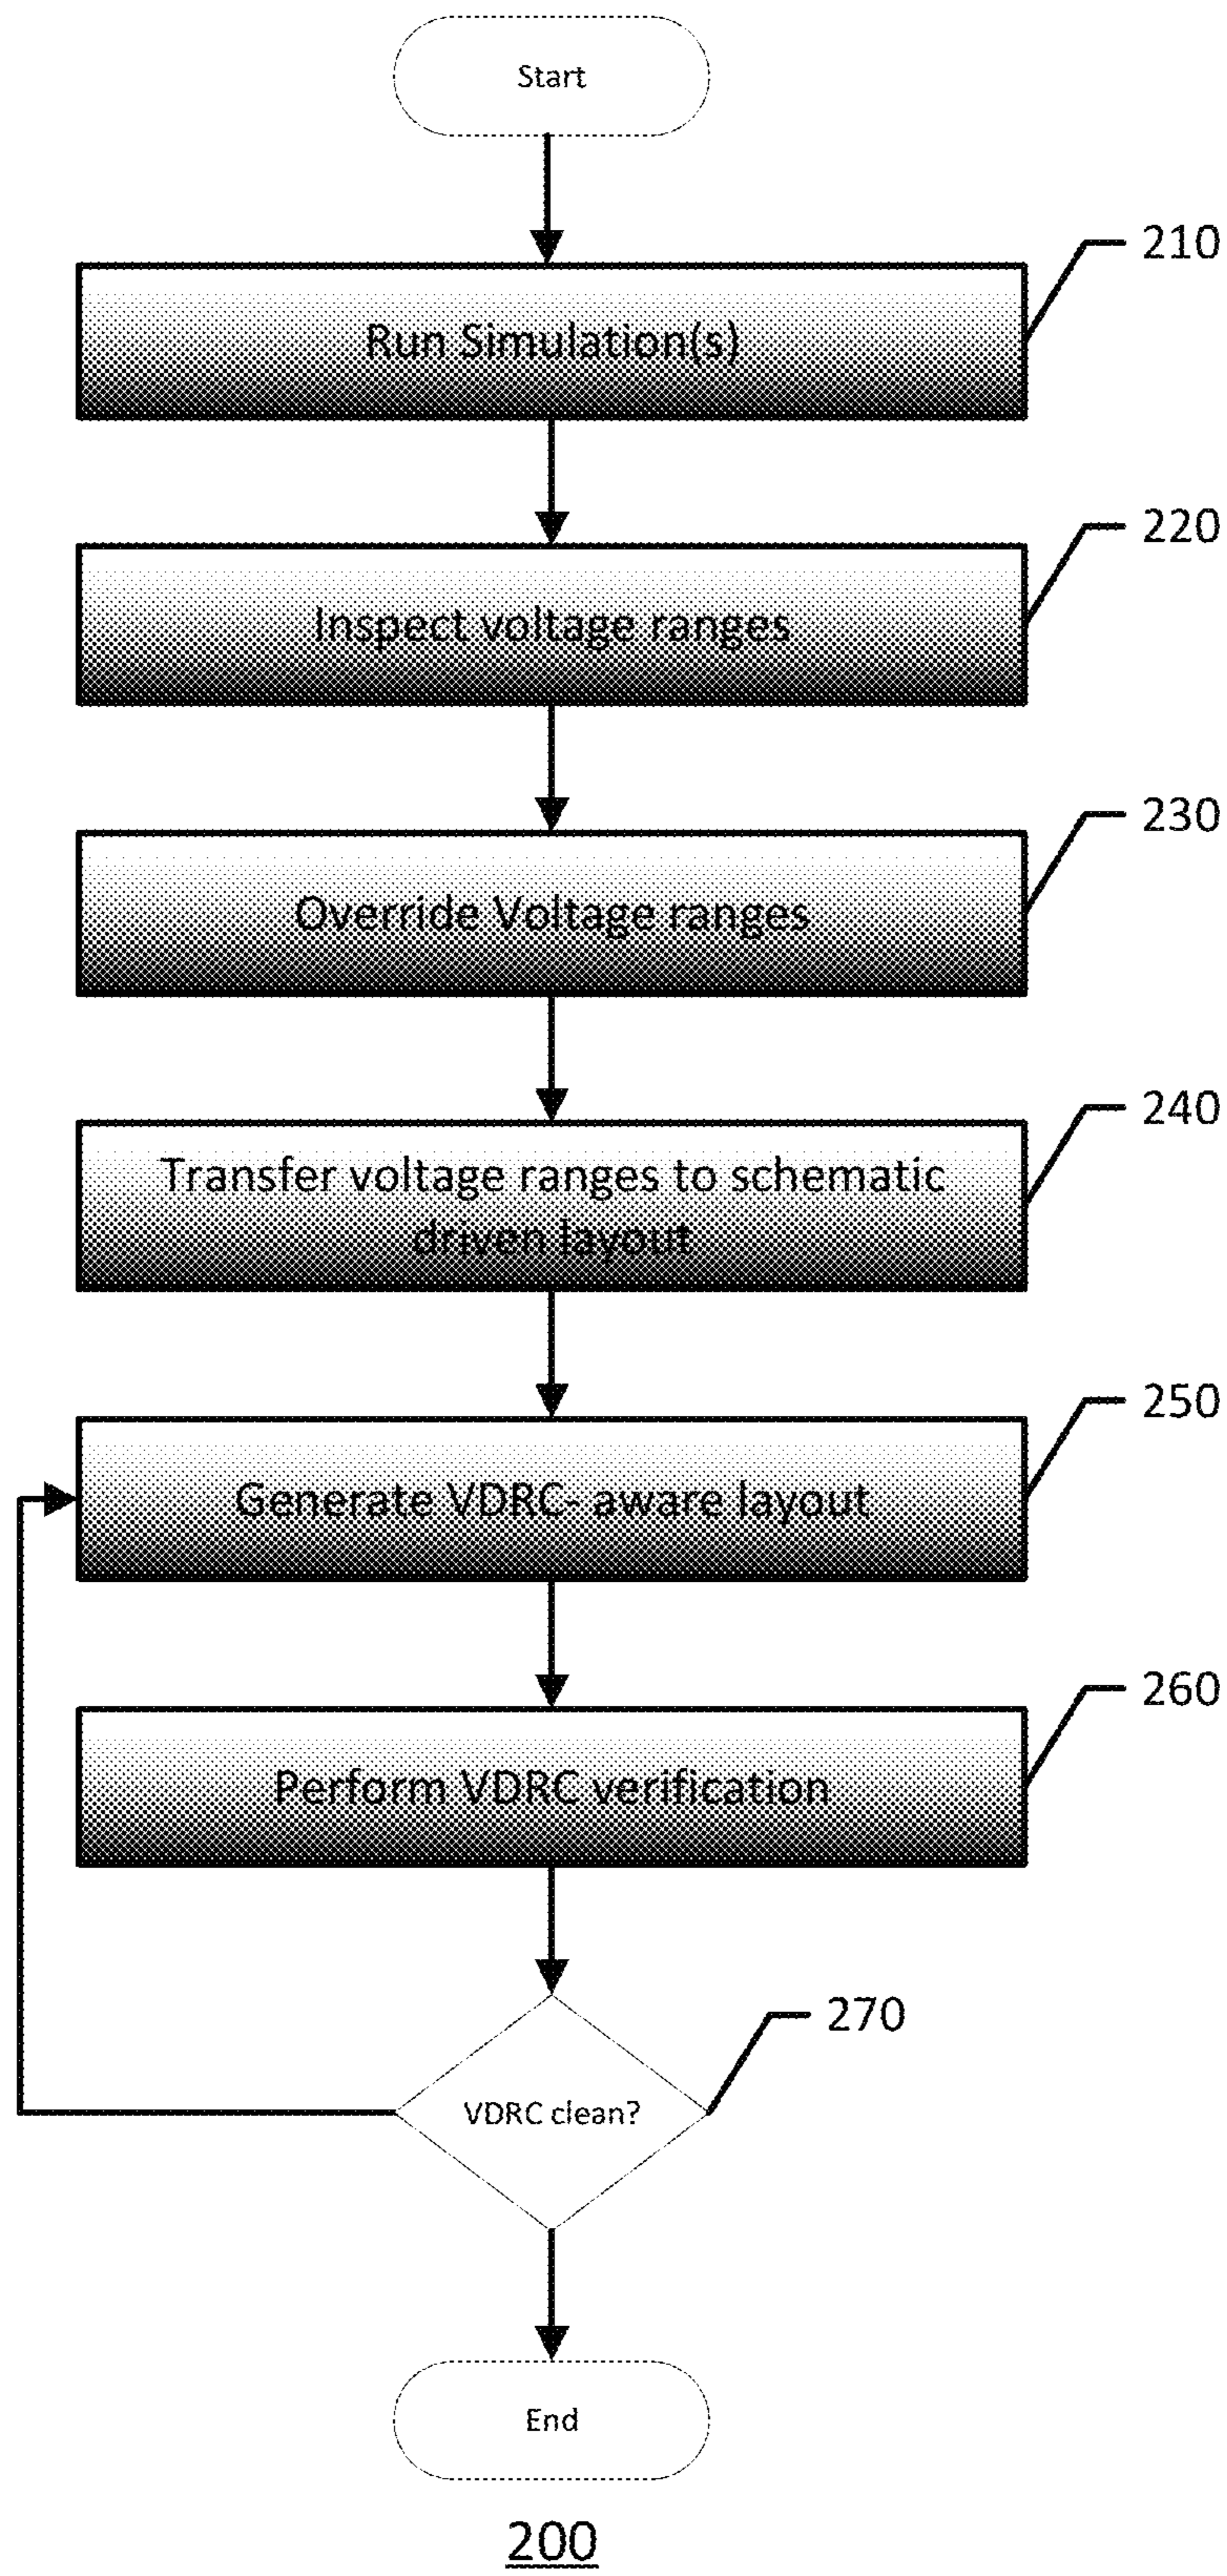 Start
210
Run Simulation(s)
220
Inspect voltage ranges
230
Override Voltage ranges
240
Transfer voltage ranges to schematic
driven layout
250
Generate VDRC- aware layout
260
Perform VDRC verification
270
VDRC clean?
End
200